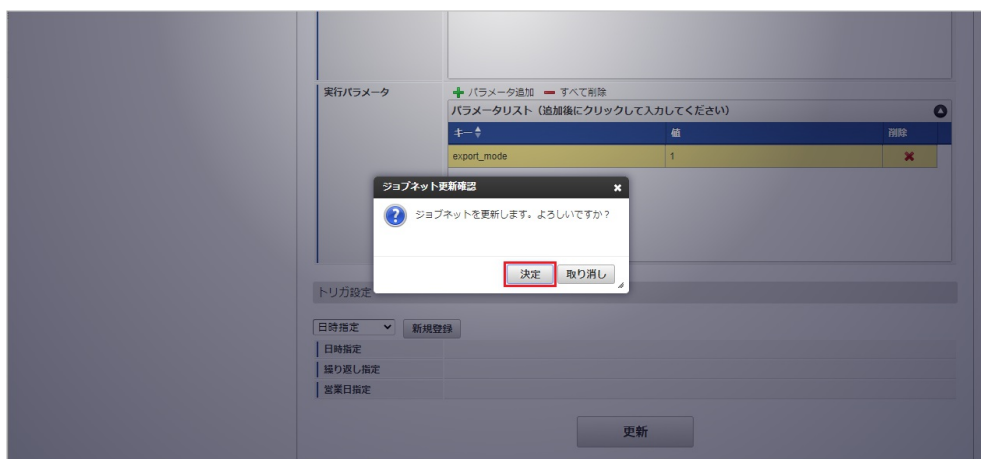 実行パラメータ
パラメータ追加 すべて削除
パラメータリスト（追加後にクリックして入力してください）
キー 値 削除
export_mode 1
ジョブネット更新確認
ジョブネットを更新します。よろしいですか？
決定 取り消し
トリガ設定
日時指定 新規登録
日時指定
繰り返し指定
営業日指定
更新